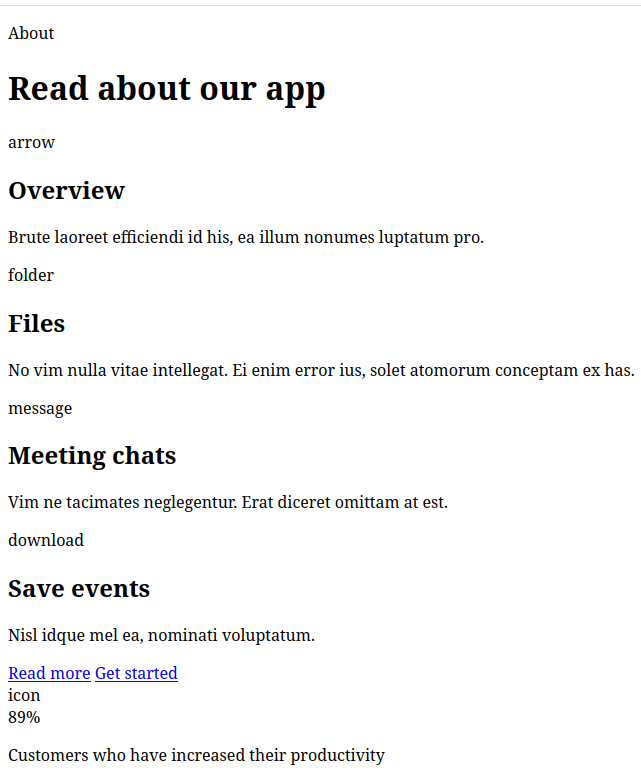 About
Read about our app
arrow
Overview
Brute laoreet efficiendi id his, ea illum nonumes luptatum pro.
folder
Files
No vim nulla vitae intellegat. Ei enim error ius, solet atomorum conceptam ex has.
message
Meeting chats
Vim ne tacimates neglegentur. Erat diceret omittam at est.
download
Save events
Nisl idque mel ea, nominati voluptatum.
Read more Get started
icon
89%
Customers who have increased their productivity